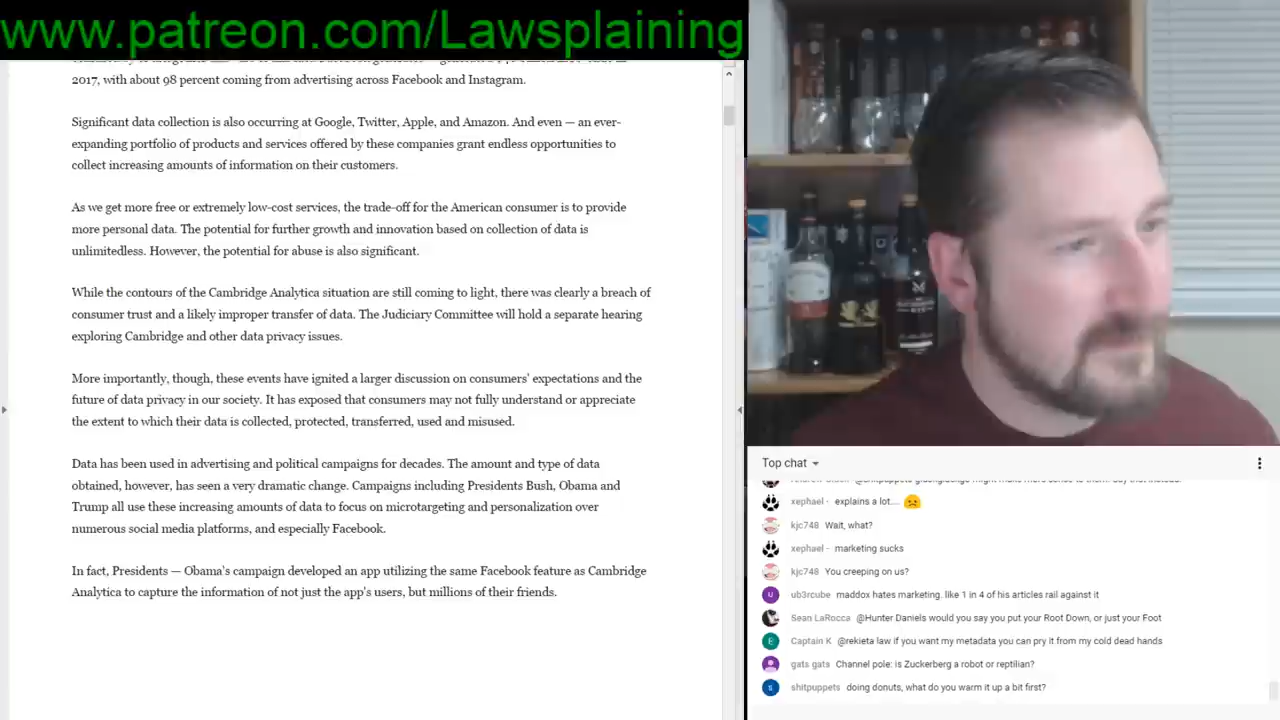 www.patreon.com/Lawsplaining
2017, with about 98 percent coming from advertising across Facebook and Instagram.
Significant data collection is also occurring at Google, Twitter, Apple, and Amazon. And even — an ever-
expanding portfolio of products and services offered by these companies grant endless opportunities to
collect increasing amounts of information on their customers.
As we get more free or extremely low-cost services, the trade-off for the American consumer is to provide
more personal data. The potential for further growth and innovation based on collection of data is
unlimitedless. However, the potential for abuse is also significant.
While the contours of the Cambridge Analytica situation are still coming to light, there was clearly a breach of
consumer trust and a likely improper transfer of data. The Judiciary Committee will hold a separate hearing
exploring Cambridge and other data privacy issues.
More importantly, though, these events have ignited a larger discussion on consumers' expectations and the
future of data privacy in our society. It has exposed that consumers may not fully understand or appreciate
the extent to which their data is collected, protected, transferred, used and misused.
Data has been used in advertising and political campaigns for decades. The amount and type of data
obtained, however, has seen a very dramatic change. Campaigns including Presidents Bush, Obama and
Trump all use these increasing amounts of data to focus on microtargeting and personalization over
numerous social media platforms, and especially Facebook.
In fact, Presidents — Obama's campaign developed an app utilizing the same Facebook feature as Cambridge
Analytica to capture the information of not just the app's users, but millions of their friends.
Top chat
xephael - explains a lot....
kjc748 Wait, what?
xephael - marketing sucks
kjc748 You creeping on us?
ub3rcube maddox hates marketing. like 1 in 4 of his articles rail against it
Sean LaRocca @Hunter Daniels would you say you put your Root Down, or just your Foot
Captain K @rekieta law if you want my metadata you can pry it from my cold dead hands
gats gats Channel pole: is Zuckerberg a robot or reptilian?
shitpuppets doing donuts, what do you warm it up a bit first?